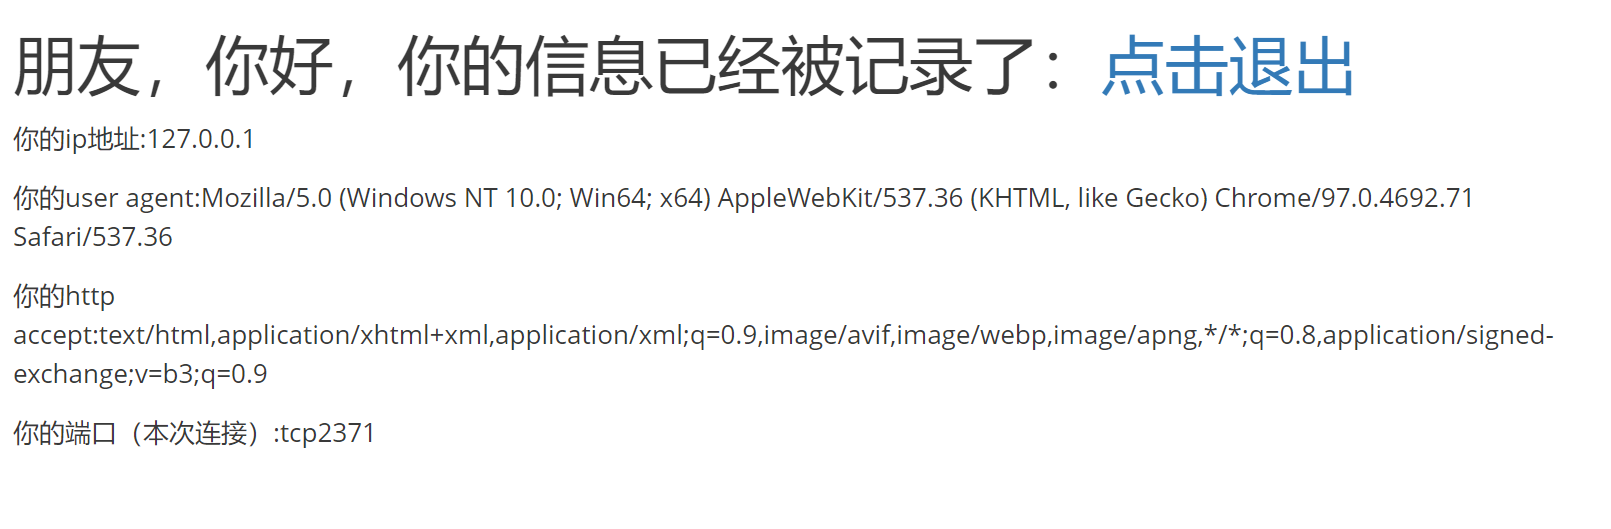 朋友，你好，你的信息已经被记录了：点击退出
你的ip地址:127.0.0.1
你的user agent:Mozilla/5.0 (Windows NT 10.0; Win64; x64) AppleWebKit/537.36 (KHTML, like Gecko) Chrome/97.0.4692.71
Safari/537.36
你的http
accept:text/html,application/xhtml+xml,application/xml;q=0.9,image/avif,image/webp,image/apng,*/*;q=0.8,application/signed-
exchange;v=b3;q=0.9
你的端口（本次连接）:tcp2371